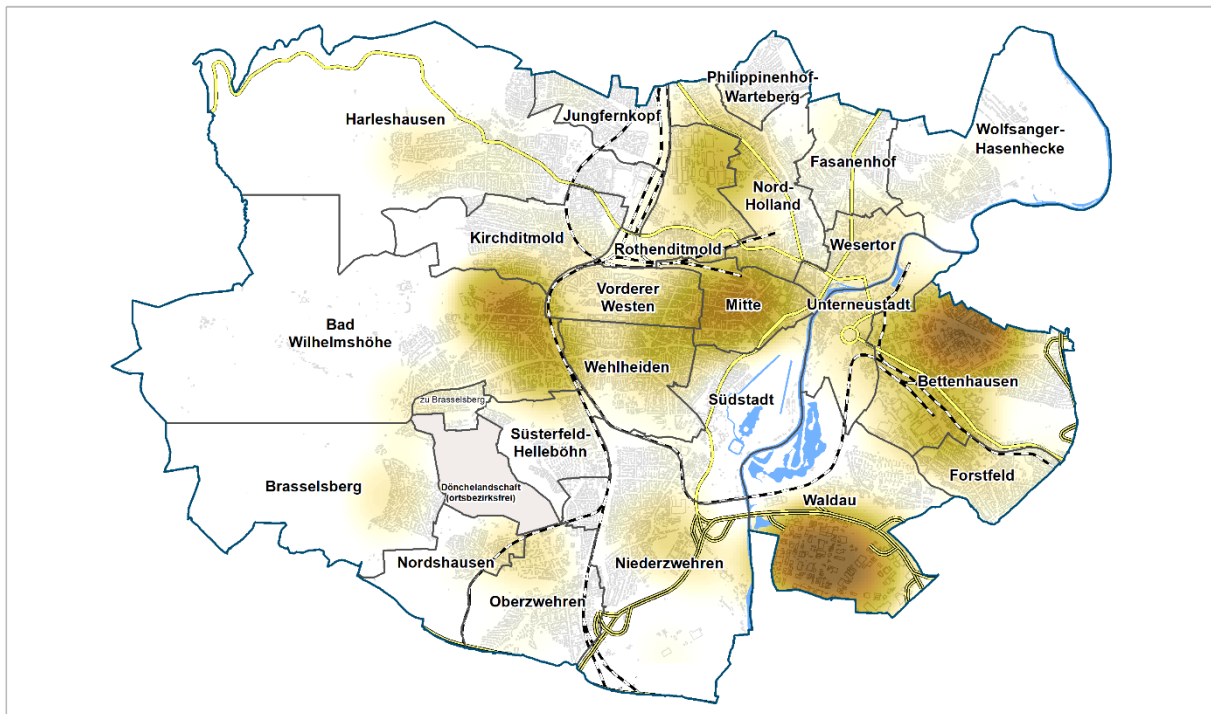 Philippinenhof-
Warteberg
Harleshausen
Jungfernkopf
Wolfsanger-
Hasenhecke
Fasanenhof
Nord-
Holland
Kirchditmold
Rothenditmold
Wesertor
Vorderer
Westen
Mitte
Unterneustadt
Bad
Wilhelmshöhe
Wehlheiden
Bettenhausen
zu Brasselsberg
Südstadt
Süsterfeld-
Helleböhn
Brasselsberg
Dönchelandschaft
(ortsbezirksfrei)
Forstfeld
Waldau
Nordshausen
Niederzwehren
Oberzwehren